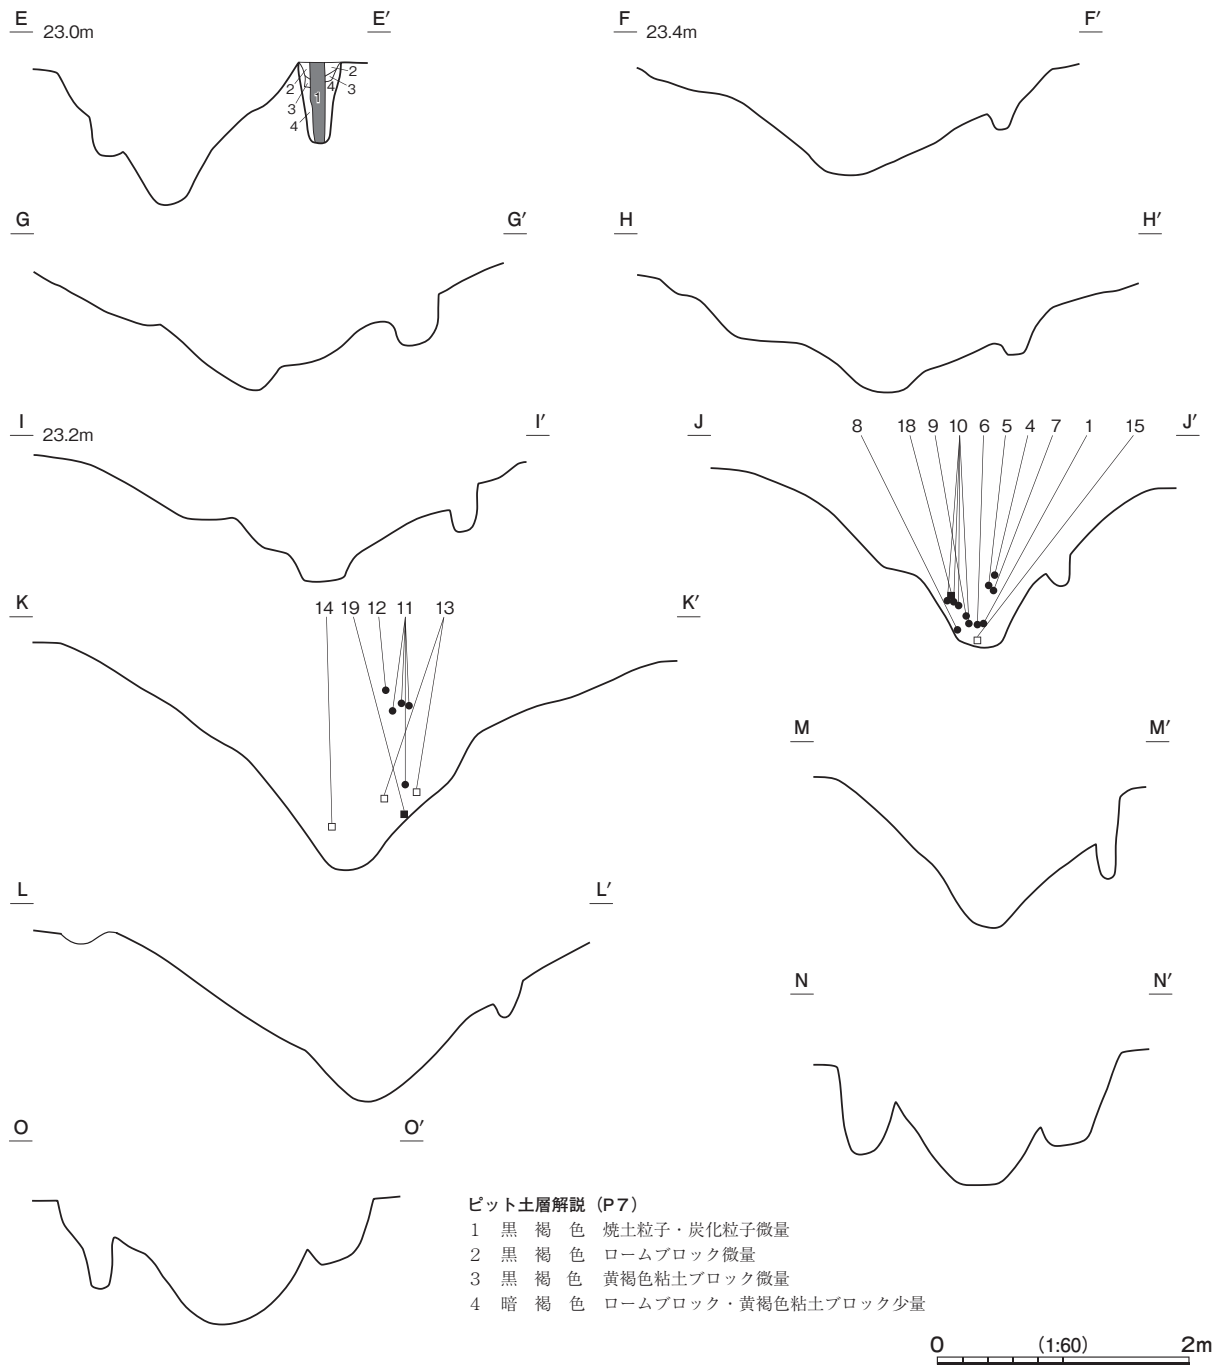 E 23.0m E′
2 2
1 4 3
3
4
F 23.4m F′
G G′
H H′
I 23.2m I′
J J′
8 18 9 10 6 5 4 7 1 15
K K′
14 19 12 11 13
L L′
M M′
N N′
O O′
ピット土層解説（P７）
1 黒褐色 焼土粒子・炭化粒子微量
2 黒褐色 ロームブロック微量
3 黒褐色 黄褐色粘土ブロック微量
4 暗褐色 ロームブロック・黄褐色粘土ブロック少量
0 (1:60) 2m